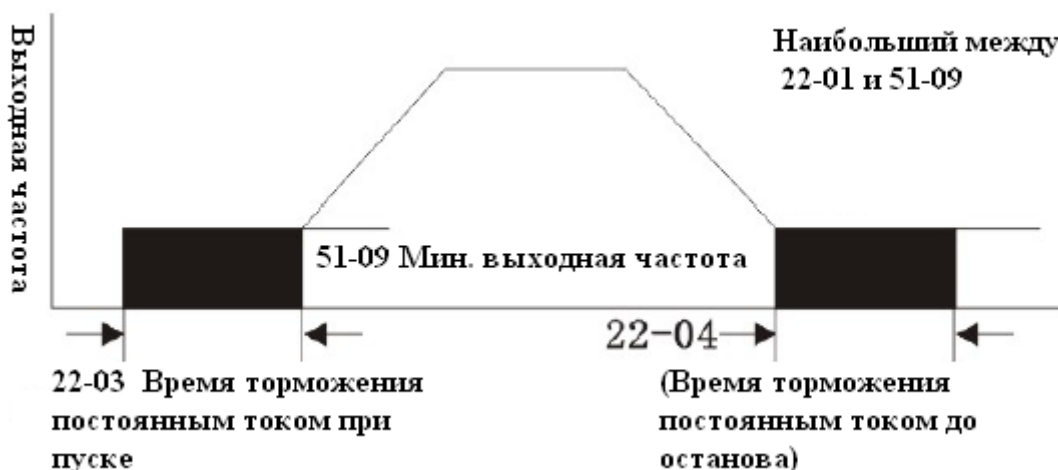 Выходная частота
Наибольший между
22-01 и 51-09
51-09 Мин. выходная частота
22-04
22-03 Время торможения
постоянным током при
пуске
(Время торможения
постоянным током до
останова)